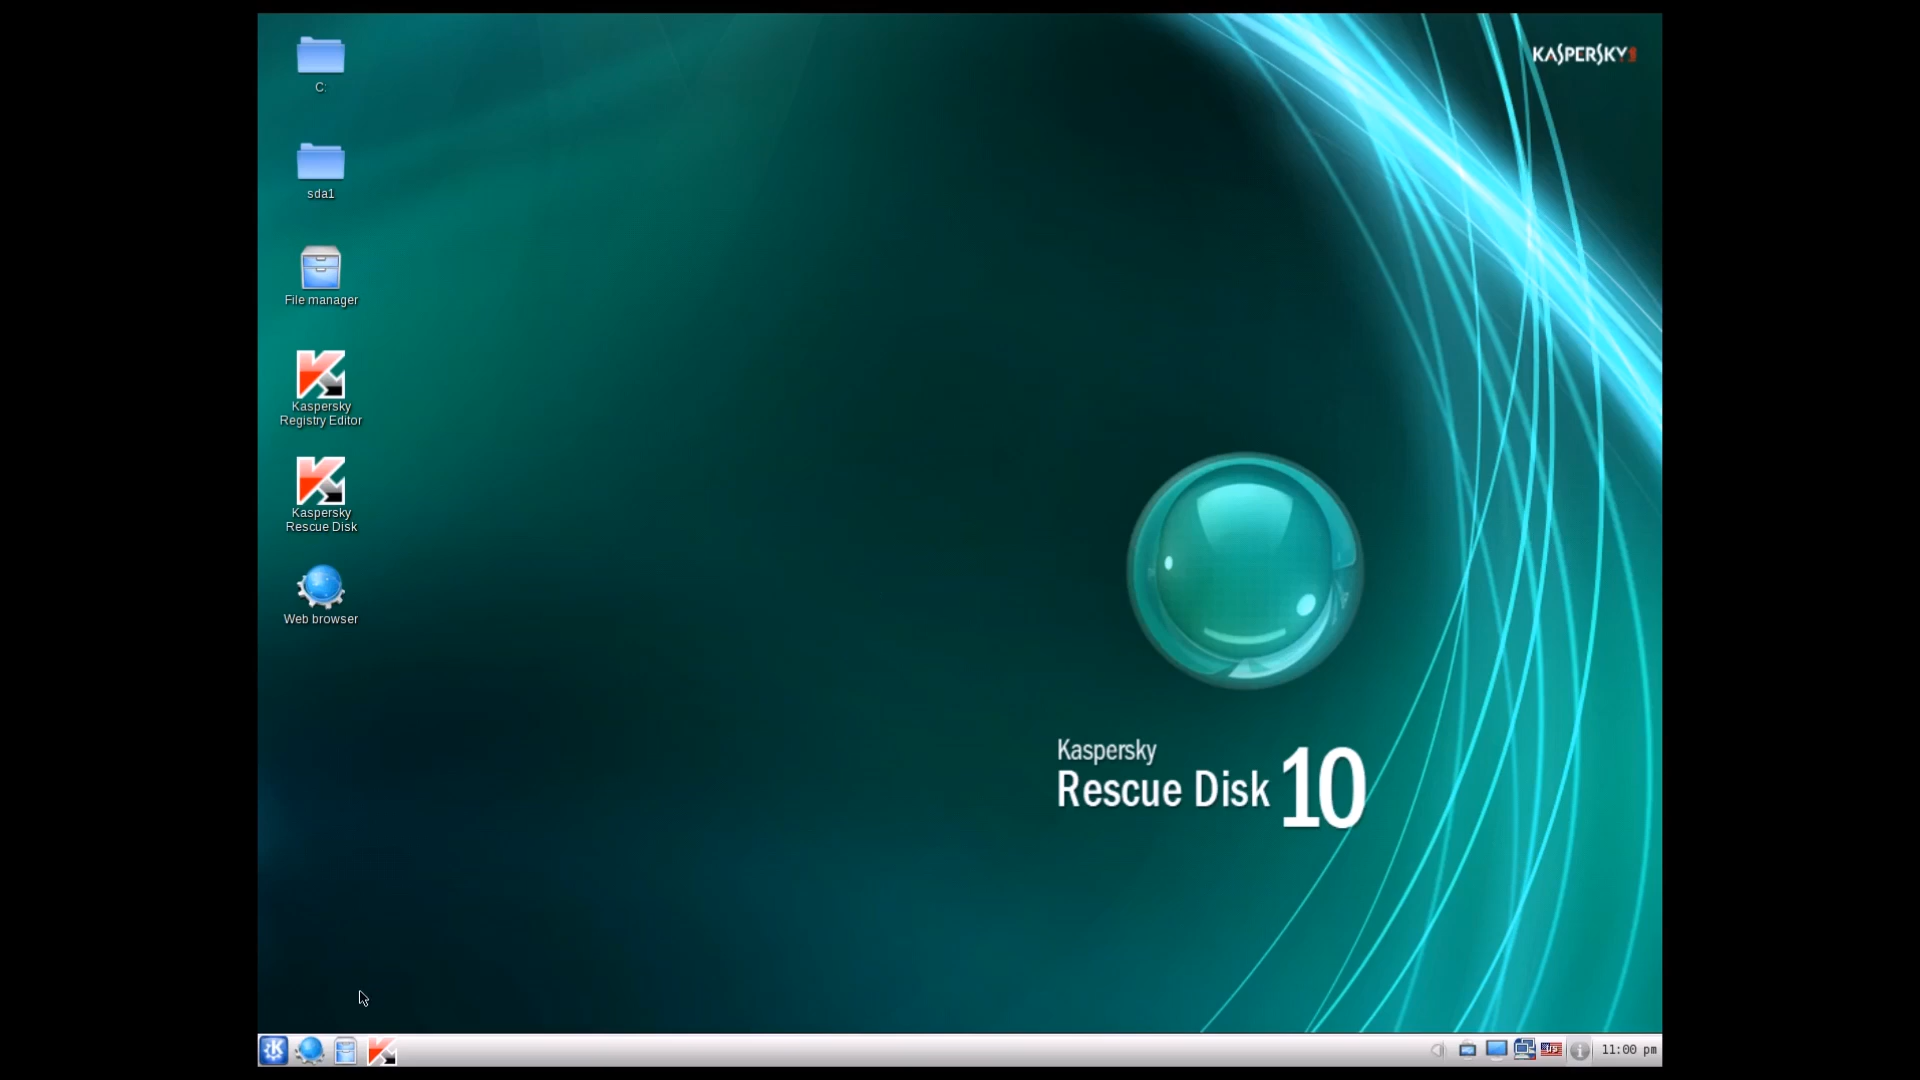 C:
sda1
File manager
Kaspersky
Registry Editor
Kaspersky
Rescue Disk
Web browser
KASPERSKY
Kaspersky
Rescue Disk 10
US
11:00 pm